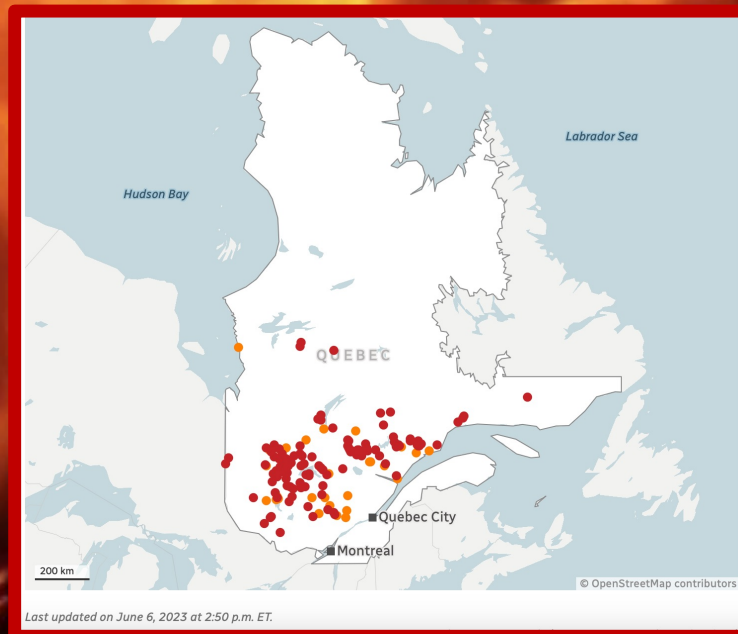 Labrador Sea
Hudson Bay
QUEBEC
Quebec City
Montreal
200 km
© OpenStreetMap contributors
Last updated on June 6, 2023 at 2:50 p.m. ET.